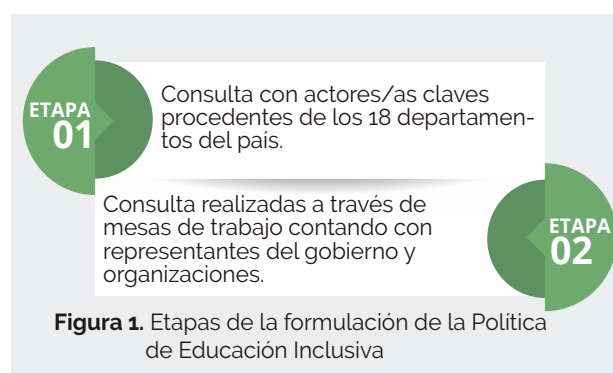 ETAPA
01
Consulta con actores/as claves
procedentes de los 18 departamen-
tos del país.
Consulta realizadas a través de
mesas de trabajo contando con
representantes del gobierno y
organizaciones.
ETAPA
02
Figura 1. Etapas de la formulación de la Política
de Educación Inclusiva